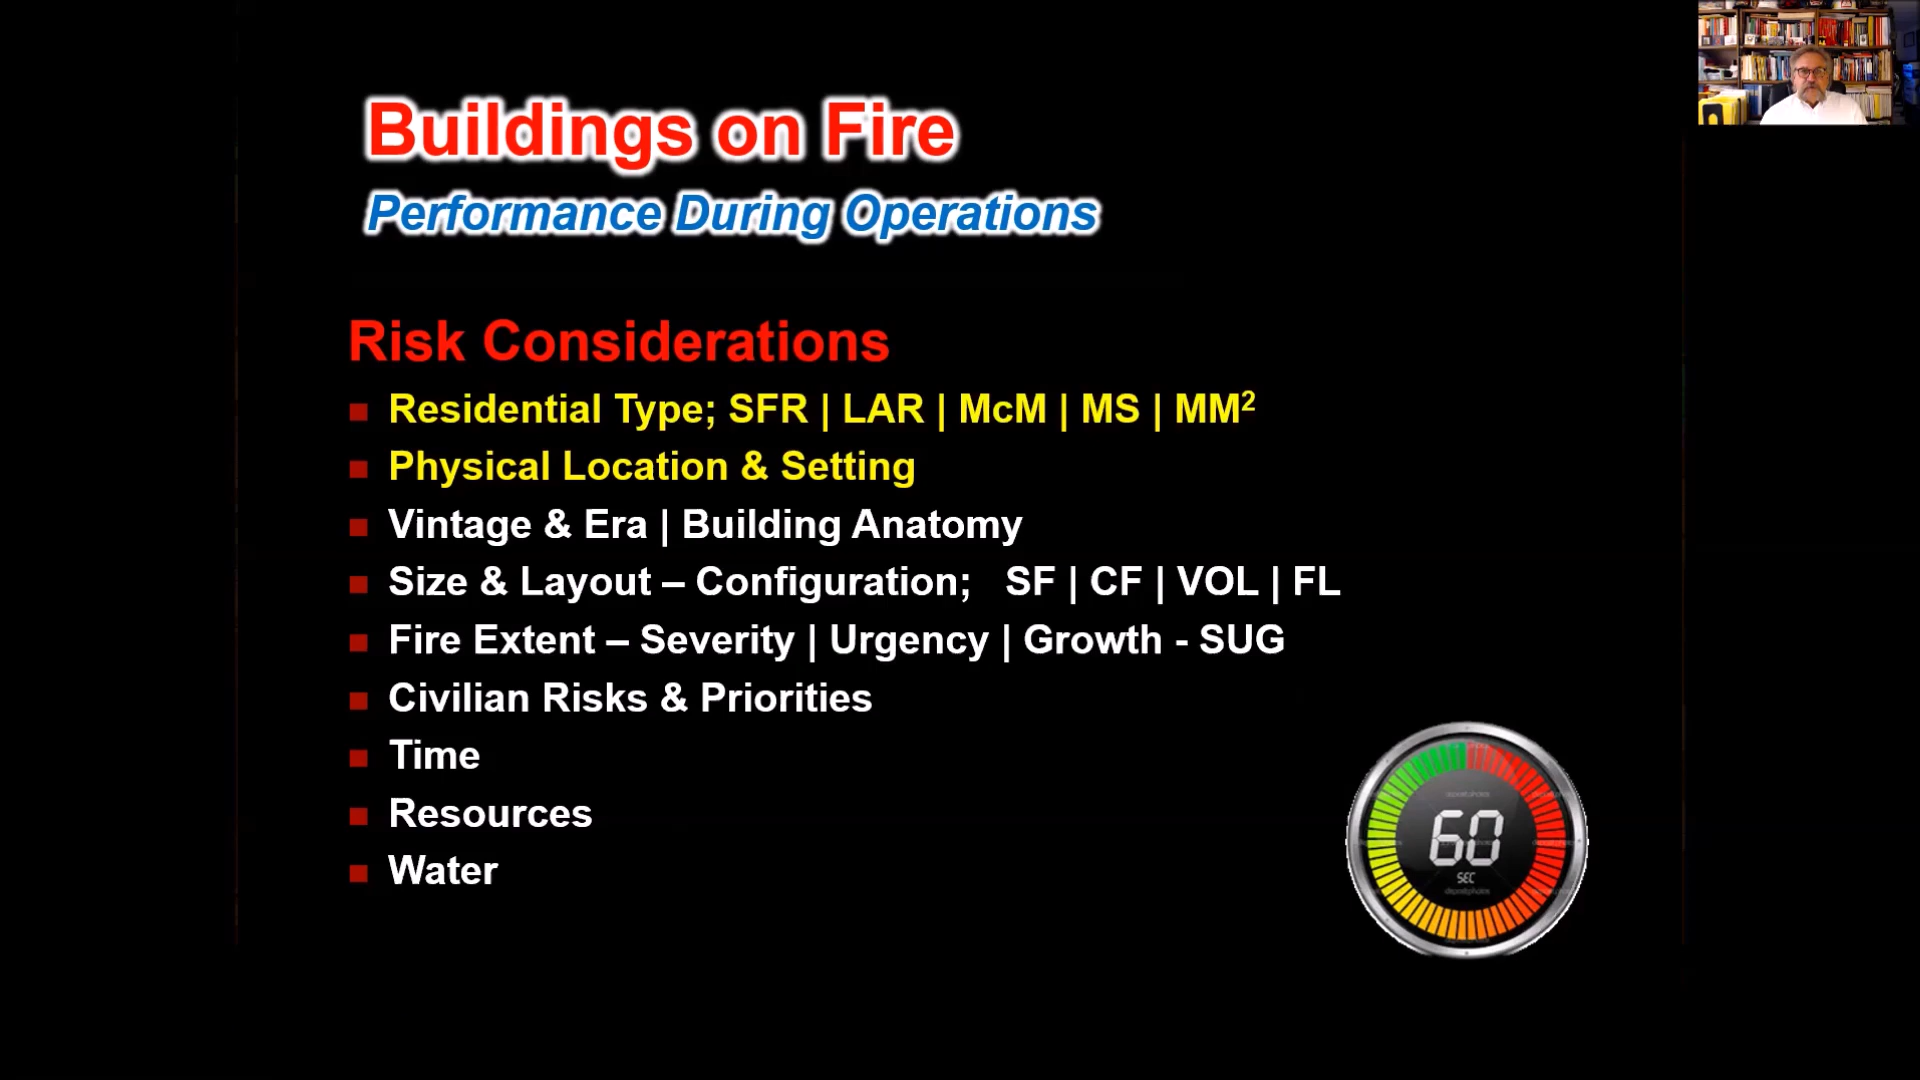 Buildings on Fire
Performance During Operations
Risk Considerations
Residential Type; SFR | LAR | McM | MS | MM²
Physical Location & Setting
Vintage & Era | Building Anatomy
Size & Layout – Configuration; SF | CF | VOL | FL
Fire Extent – Severity | Urgency | Growth - SUG
Civilian Risks & Priorities
Time
Resources
Water
60
SEC
depositphotos